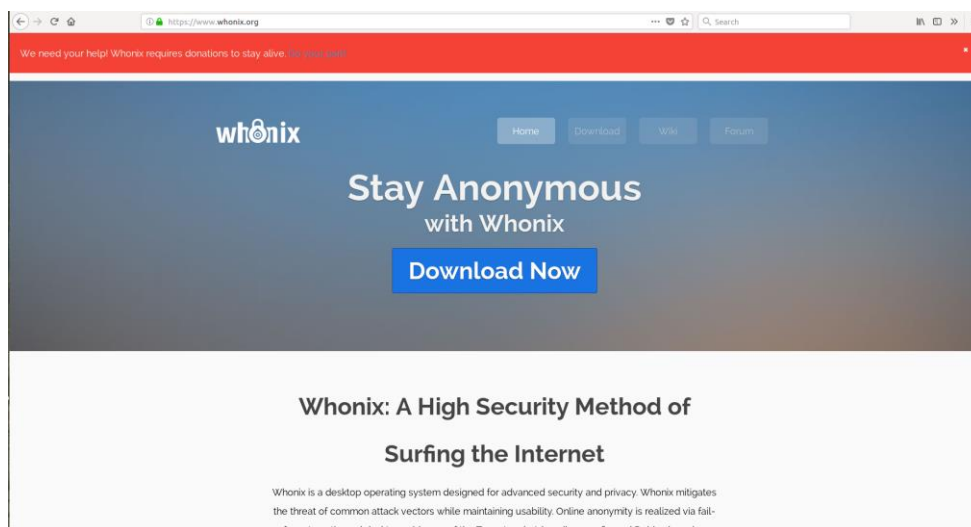 https://www.whonix.org
Search
We need your help! Whonix requires donations to stay alive.
whonix
Home
Download
Wiki
Forum
Stay Anonymous
with Whonix
Download Now
Whonix: A High Security Method of
Surfing the Internet
Whonix is a desktop operating system designed for advanced security and privacy. Whonix mitigates
the threat of common attack vectors while maintaining usability. Online anonymity is realized via fail-